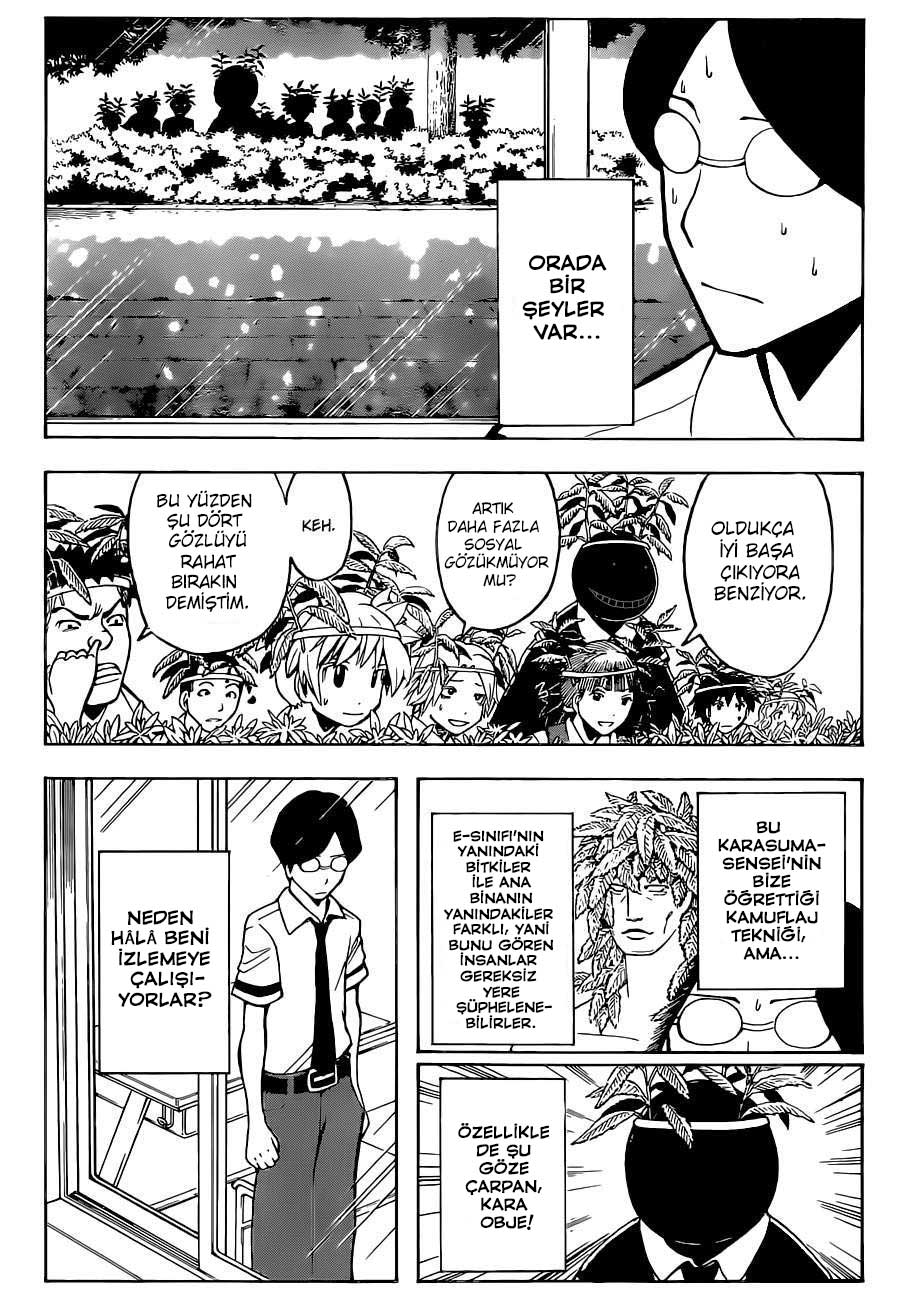 ORADA
BİR
ŞEYLER
VAR...
OLDUKÇA
İYİ BAŞA
ÇIKIYORA
BENZİYOR.
ARTIK
DAHA FAZLA
SOSYAL
GÖZÜKMÜYOR
MU?
KEH.
BU YÜZDEN
ŞU DÖRT
GÖZLÜYÜ
RAHAT
BIRAKIN
DEMİŞTİM.
BU
KARASUMA-
SENSEİ'NİN
BİZE
ÖĞRETTİĞİ
KAMUFLAJ
TEKNİĞİ,
AMA...
E-SINIFI'NIN
YANINDAKİ
BİTKİLER
İLE ANA
BİNANIN
YANINDAKİLER
FARKLI, YANİ
BUNU GÖREN
İNSANLAR
GEREKSİZ
YERE
ŞÜPHELENE-
BİLİRLER.
ÖZELLİKLE
DE ŞU
GÖZE
ÇARPAN,
KARA
OBJE!
NEDEN
HÂLÂ BENİ
İZLEMEYE
ÇALIŞI-
YORLAR?